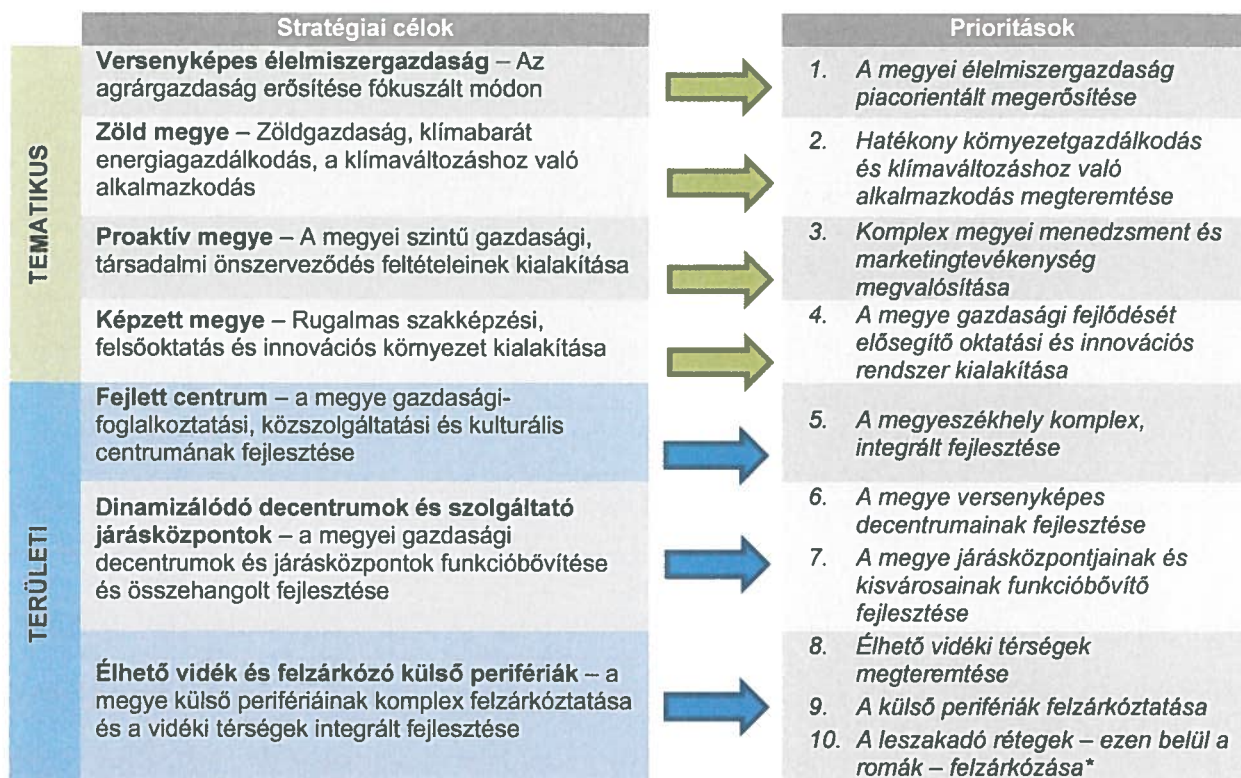 Stratégiai célok
TEMATIKUS
Versenyképes élelmiszergazdaság – Az
agrárgazdaság erősítése fókuszált módon
Zöld megye – Zöldgazdaság, klímabarát
energiagazdálkodás, a klímaváltozáshoz való
alkalmazkodás
Proaktív megye – A megyei szintű gazdasági,
társadalmi önszerveződés feltételeinek kialakítása
Képzett megye – Rugalmas szakképzési,
felsőoktatás és innovációs környezet kialakítása
TERÜLETI
Fejlett centrum – a megye gazdasági-
foglalkoztatási, közszolgáltatási és kulturális
centrumának fejlesztése
Dinamizálódó decentrumok és szolgáltató
járásközpontok – a megyei gazdasági
decentrumok és járásközpontok funkcióbővítése
és összehangolt fejlesztése
Élhető vidék és felzárkózó külső perifériák – a
megye külső perifériáinak komplex felzárkóztatása
és a vidéki térségek integrált fejlesztése
Prioritások
1. A megyei élelmiszergazdaság
piacorientált megerősítése
2. Hatékony környezetgazdálkodás
és klímaváltozáshoz való
alkalmazkodás megteremtése
3. Komplex megyei menedzsment és
marketingtevékenység
megvalósítása
4. A megye gazdasági fejlődését
elősegítő oktatási és innovációs
rendszer kialakítása
5. A megyeszékhely komplex,
integrált fejlesztése
6. A megye versenyképes
decentrumainak fejlesztése
7. A megye járásközpontjainak és
kisvárosainak funkcióbővítő
fejlesztése
8. Élhető vidéki térségek
megteremtése
9. A külső perifériák felzárkóztatása
10. A leszakadó rétegek – ezen belül a
romák – felzárkózása*